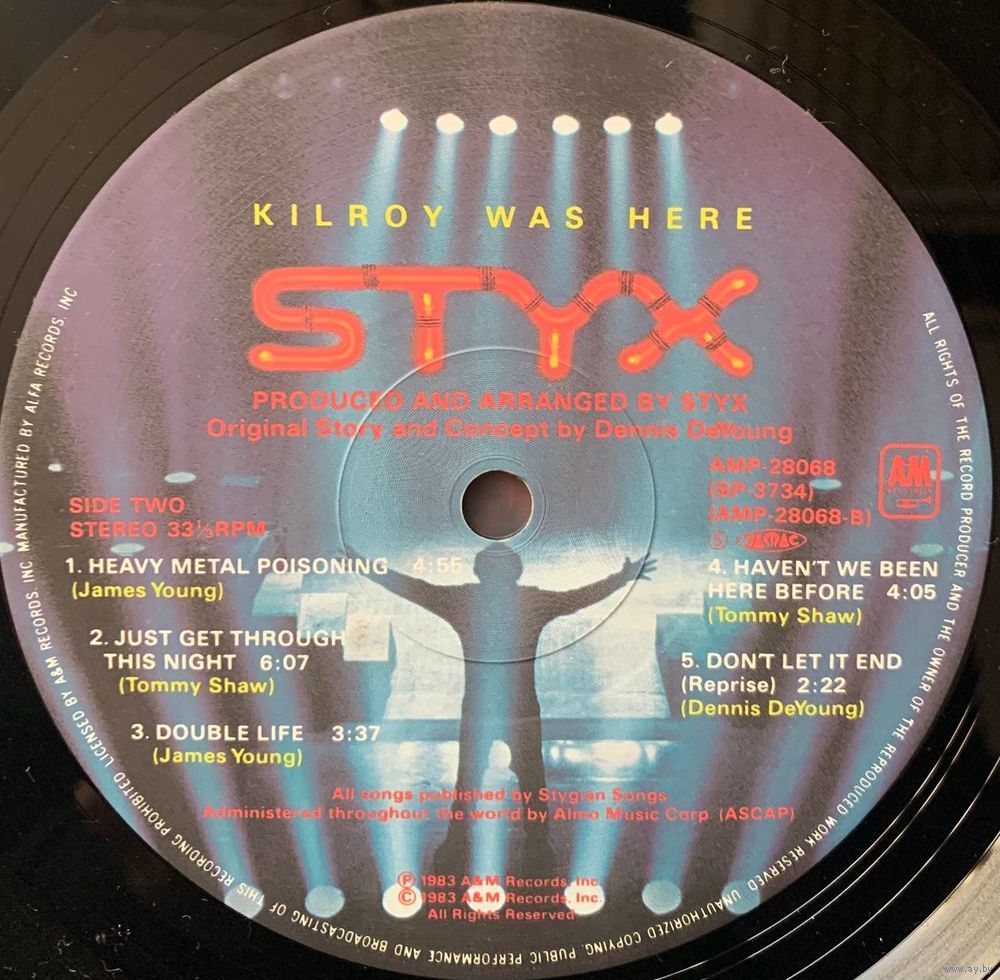 KILROY WAS HERE
STYX
PRODUCED AND ARRANGED BY STYX
Original Story and Concept by Dennis DeYoung
AMP-28068
(SP-3734)
(AMP-28068-B)
A&M
RECORDS
SIDE TWO
STEREO 33⅓RPM
Ⓢ JASRAC
1. HEAVY METAL POISONING 4:55
(James Young)
2. JUST GET THROUGH
THIS NIGHT 6:07
(Tommy Shaw)
3. DOUBLE LIFE 3:37
(James Young)
4. HAVEN'T WE BEEN
HERE BEFORE 4:05
(Tommy Shaw)
5. DON'T LET IT END
(Reprise) 2:22
(Dennis DeYoung)
All songs published by Stygian Songs
Administered throughout the world by Almo Music Corp (ASCAP)
Ⓟ 1983 A&M Records, Inc.
© 1983 A&M Records, Inc.
All Rights Reserved
ALL RIGHTS OF THE RECORD PRODUCER AND THE OWNER OF THE REPRODUCED WORK RESERVED UNAUTHORIZED COPYING, PUBLIC PERFORMANCE AND BROADCASTING OF THIS RECORDING PROHIBITED LICENSED BY A&M RECORDS, INC MANUFACTURED BY ALFA RECORDS, INC
www.ay.by